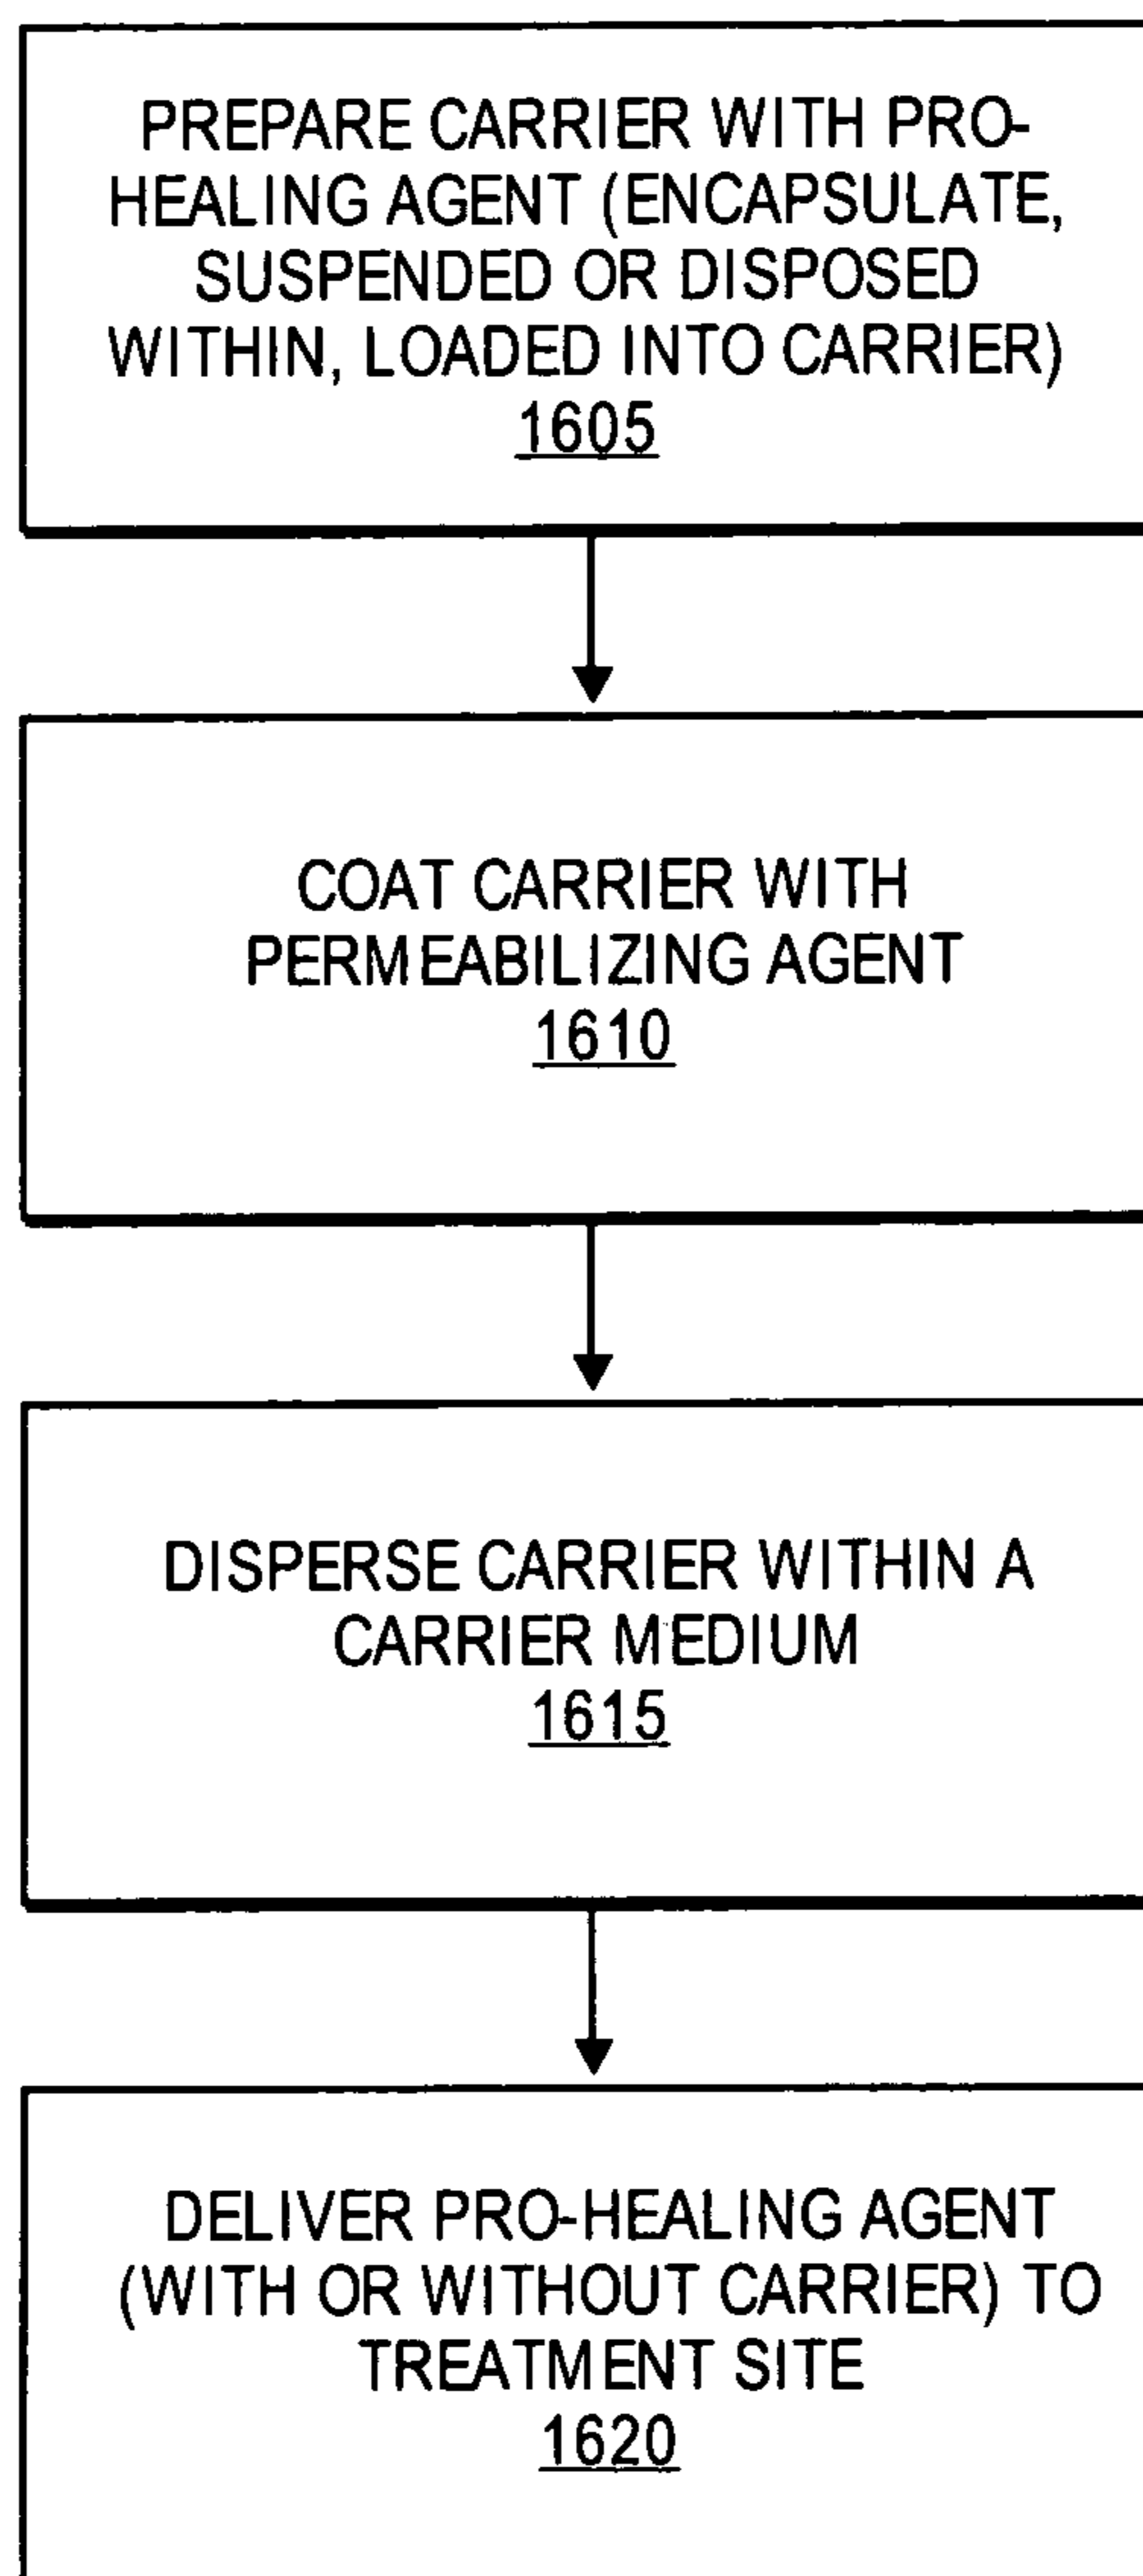 PREPARE CARRIER WITH PRO-
HEALING AGENT (ENCAPSULATE,
SUSPENDED OR DISPOSED
WITHIN, LOADED INTO CARRIER)
1605
COAT CARRIER WITH
PERMEABILIZING AGENT
1610
DISPERSE CARRIER WITHIN A
CARRIER MEDIUM
1615
DELIVER PRO-HEALING AGENT
(WITH OR WITHOUT CARRIER) TO
TREATMENT SITE
1620